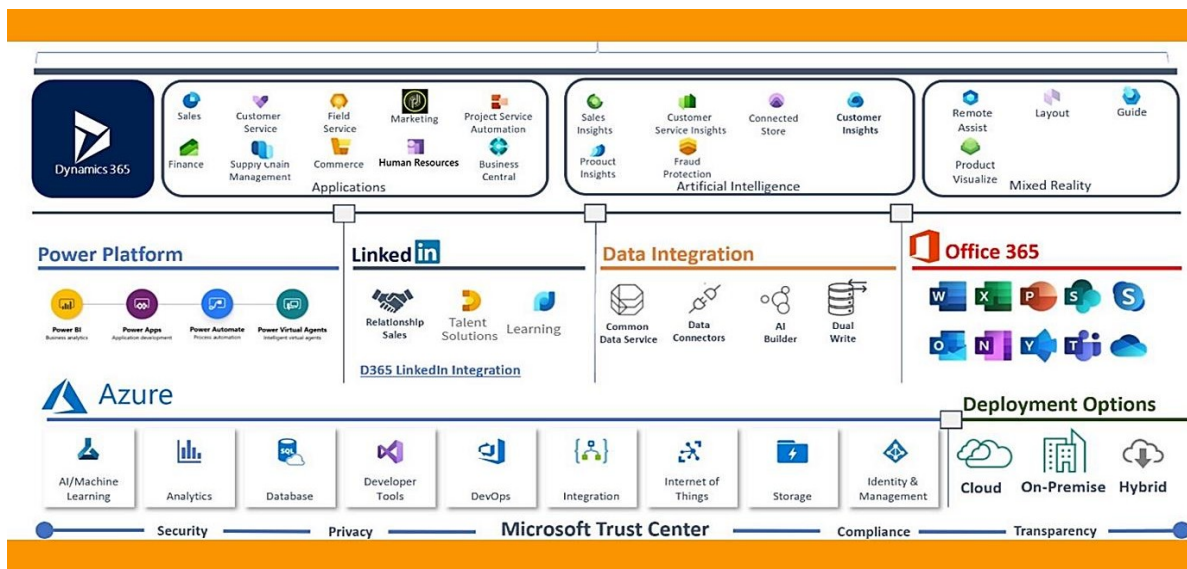 Dynamics 365
Sales
Customer
Service
Field
Service
Marketing
Project Service
Automation
Finance
Supply Chain
Management
Commerce
Human Resources
Business
Central
Applications
Sales
Insights
Customer
Service Insights
Connected
Store
Customer
Insights
Product
Insights
Fraud
Protection
Artificial Intelligence
Remote
Assist
Layout
Guide
Product
Visualize
Mixed Reality
Power Platform
Power BI
Business analytics
Power Apps
Application development
Power Automate
Process automation
Power Virtual Agents
Intelligent virtual agents
Linked in
Relationship
Sales
Talent
Solutions
Learning
D365 LinkedIn Integration
Data Integration
Common
Data Service
Data
Connectors
AI
Builder
Dual
Write
Office 365
W X P S S
O N Y T
Azure
AI/Machine
Learning
Analytics
SQL
Database
Developer
Tools
DevOps
Integration
Internet of
Things
Storage
Identity &
Management
Deployment Options
Cloud
On-Premise
Hybrid
Security
Privacy
Microsoft Trust Center
Compliance
Transparency